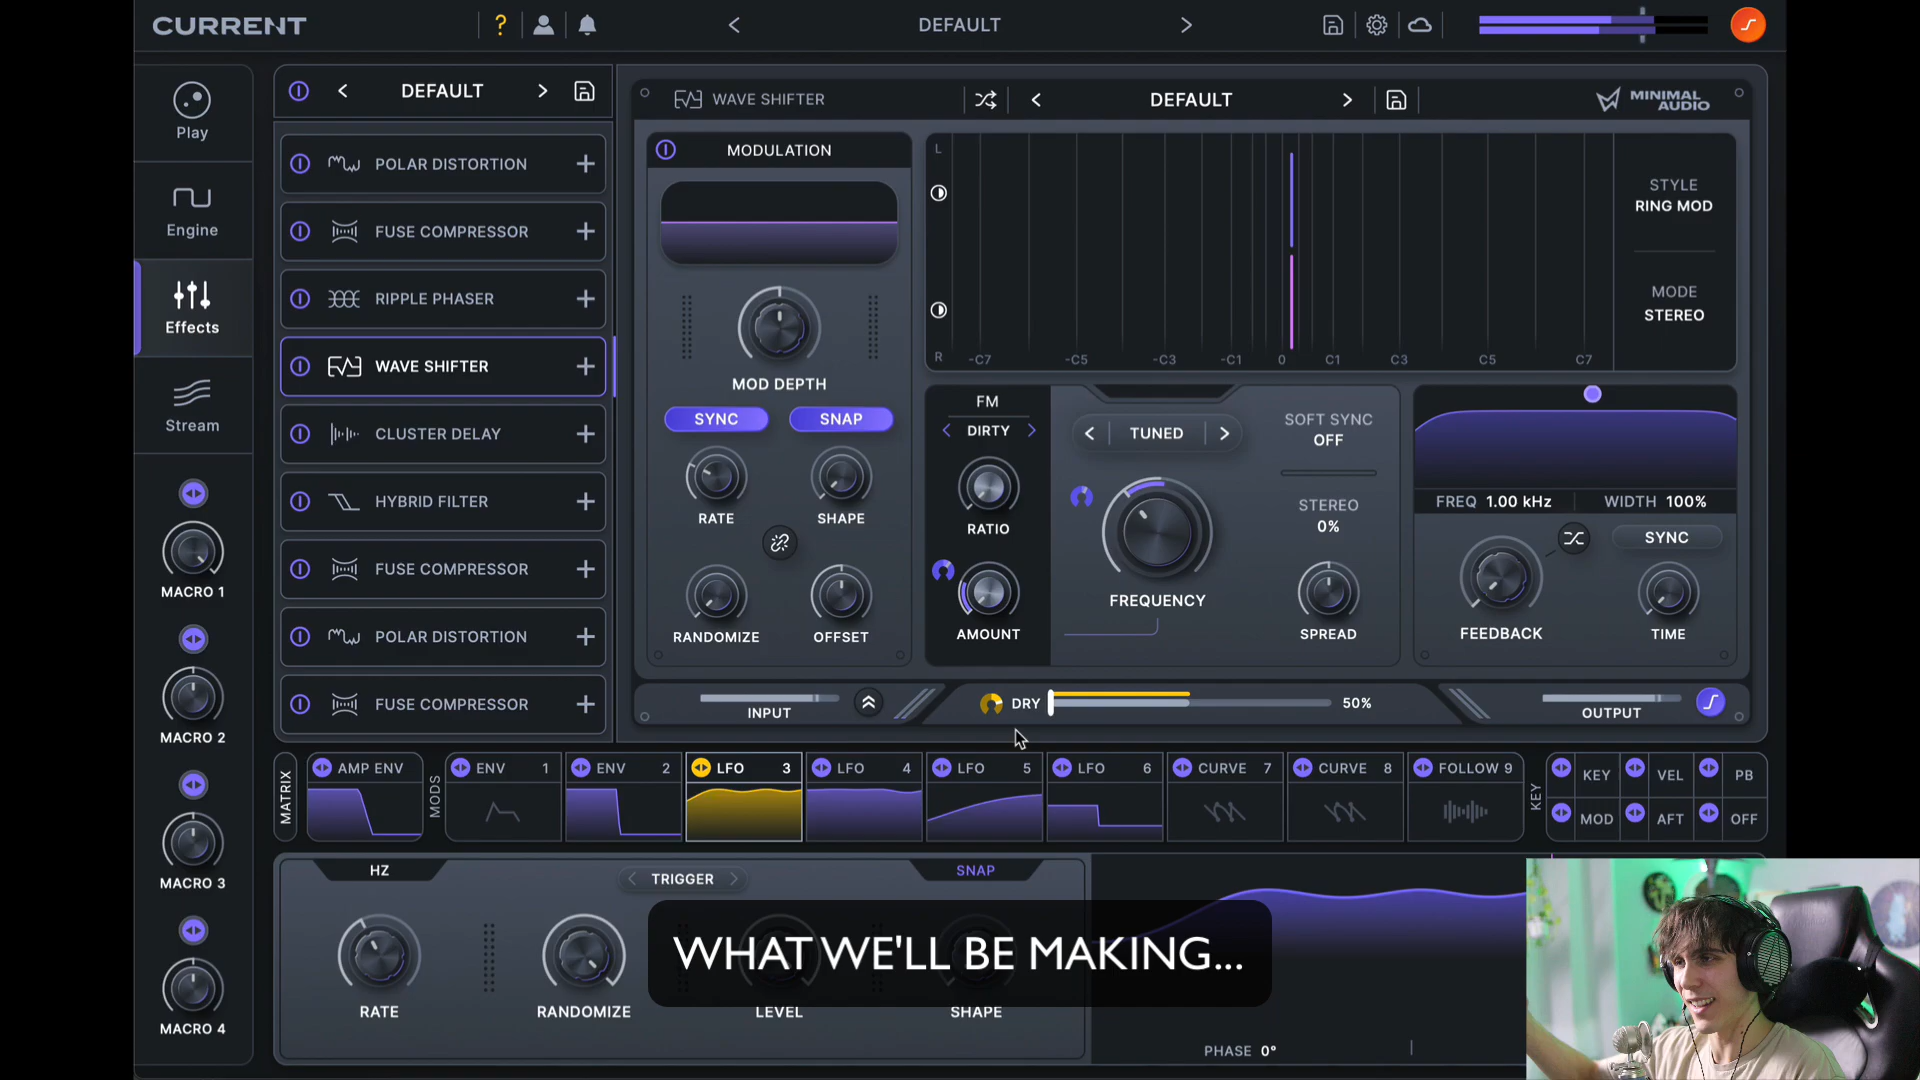 CURRENT
?
DEFAULT
Play
Engine
Effects
Stream
MACRO 1
MACRO 2
MACRO 3
MACRO 4
DEFAULT
POLAR DISTORTION
FUSE COMPRESSOR
RIPPLE PHASER
WAVE SHIFTER
CLUSTER DELAY
HYBRID FILTER
FUSE COMPRESSOR
POLAR DISTORTION
FUSE COMPRESSOR
WAVE SHIFTER
DEFAULT
MINIMAL
AUDIO
MODULATION
MOD DEPTH
SYNC SNAP
RATE SHAPE
RANDOMIZE OFFSET
L
R
-C7 -C5 -C3 -C1 0 C1 C3 C5 C7
STYLE
RING MOD
MODE
STEREO
FM
DIRTY
RATIO
AMOUNT
TUNED
FREQUENCY
SOFT SYNC
OFF
STEREO
0%
SPREAD
FREQ 1.00 kHz WIDTH 100%
SYNC
FEEDBACK TIME
INPUT
DRY 50%
OUTPUT
MATRIX
AMP ENV
MODS
ENV 1
ENV 2
LFO 3
LFO 4
LFO 5
LFO 6
CURVE 7
CURVE 8
FOLLOW 9
KEY
KEY VEL PB
MOD AFT OFF
HZ
TRIGGER
SNAP
RATE RANDOMIZE LEVEL SHAPE
WHAT WE'LL BE MAKING...
PHASE 0°